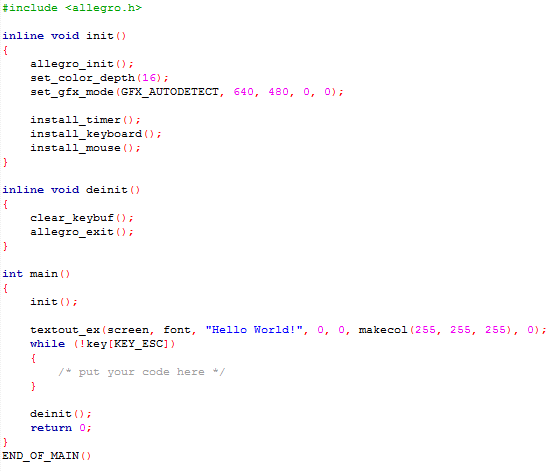 #include <allegro.h>
inline void init()
{
allegro_init();
set_color_depth(16);
set_gfx_mode(GFX_AUTODETECT, 640, 480, 0, 0);
install_timer();
install_keyboard();
install_mouse();
}
inline void deinit()
{
clear_keybuf();
allegro_exit();
}
int main()
{
init();
textout_ex(screen, font, "Hello World!", 0, 0, makecol(255, 255, 255), 0);
while (!key[KEY_ESC])
{
/* put your code here */
}
deinit();
return 0;
}
END_OF_MAIN()